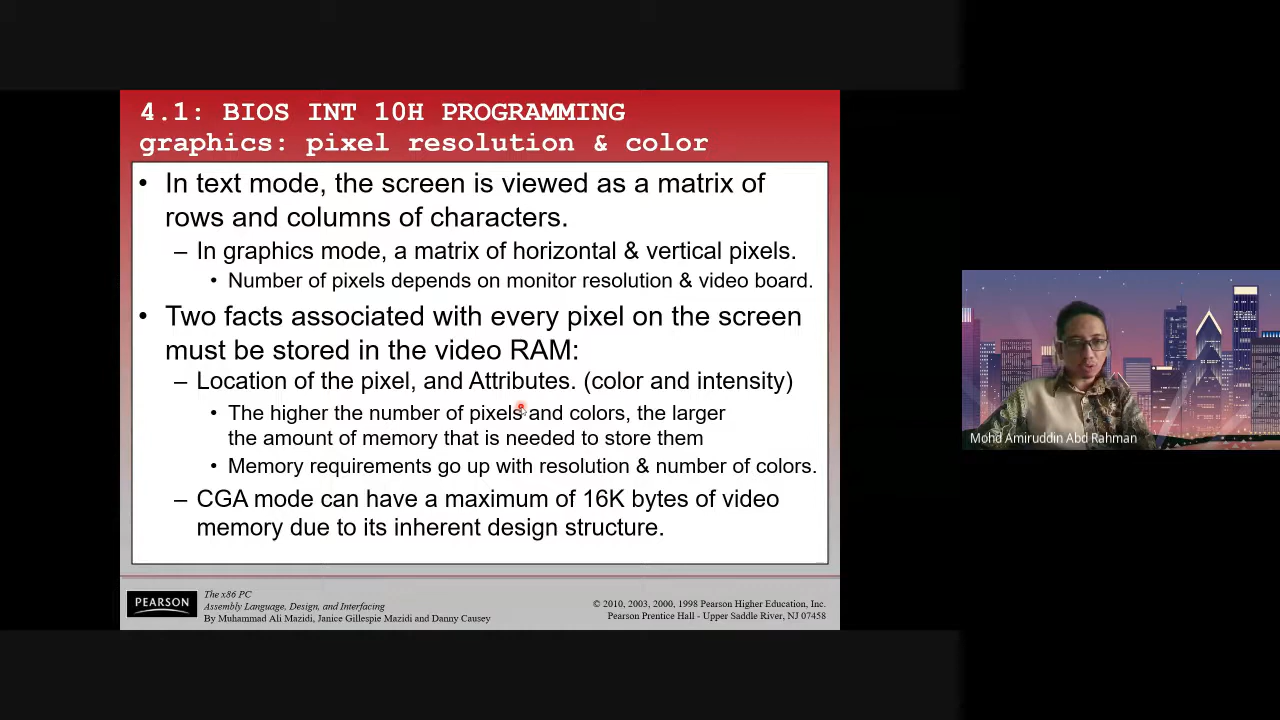 4.1: BIOS INT 10H PROGRAMMING
graphics: pixel resolution & color
• In text mode, the screen is viewed as a matrix of
rows and columns of characters.
– In graphics mode, a matrix of horizontal & vertical pixels.
• Number of pixels depends on monitor resolution & video board.
• Two facts associated with every pixel on the screen
must be stored in the video RAM:
– Location of the pixel, and Attributes. (color and intensity)
• The higher the number of pixels and colors, the larger
the amount of memory that is needed to store them
• Memory requirements go up with resolution & number of colors.
– CGA mode can have a maximum of 16K bytes of video
memory due to its inherent design structure.
PEARSON
The x86 PC
Assembly Language, Design, and Interfacing
By Muhammad Ali Mazidi, Janice Gillespie Mazidi and Danny Causey
© 2010, 2003, 2000, 1998 Pearson Higher Education, Inc.
Pearson Prentice Hall - Upper Saddle River, NJ 07458
Mohd Amiruddin Abd Rahman